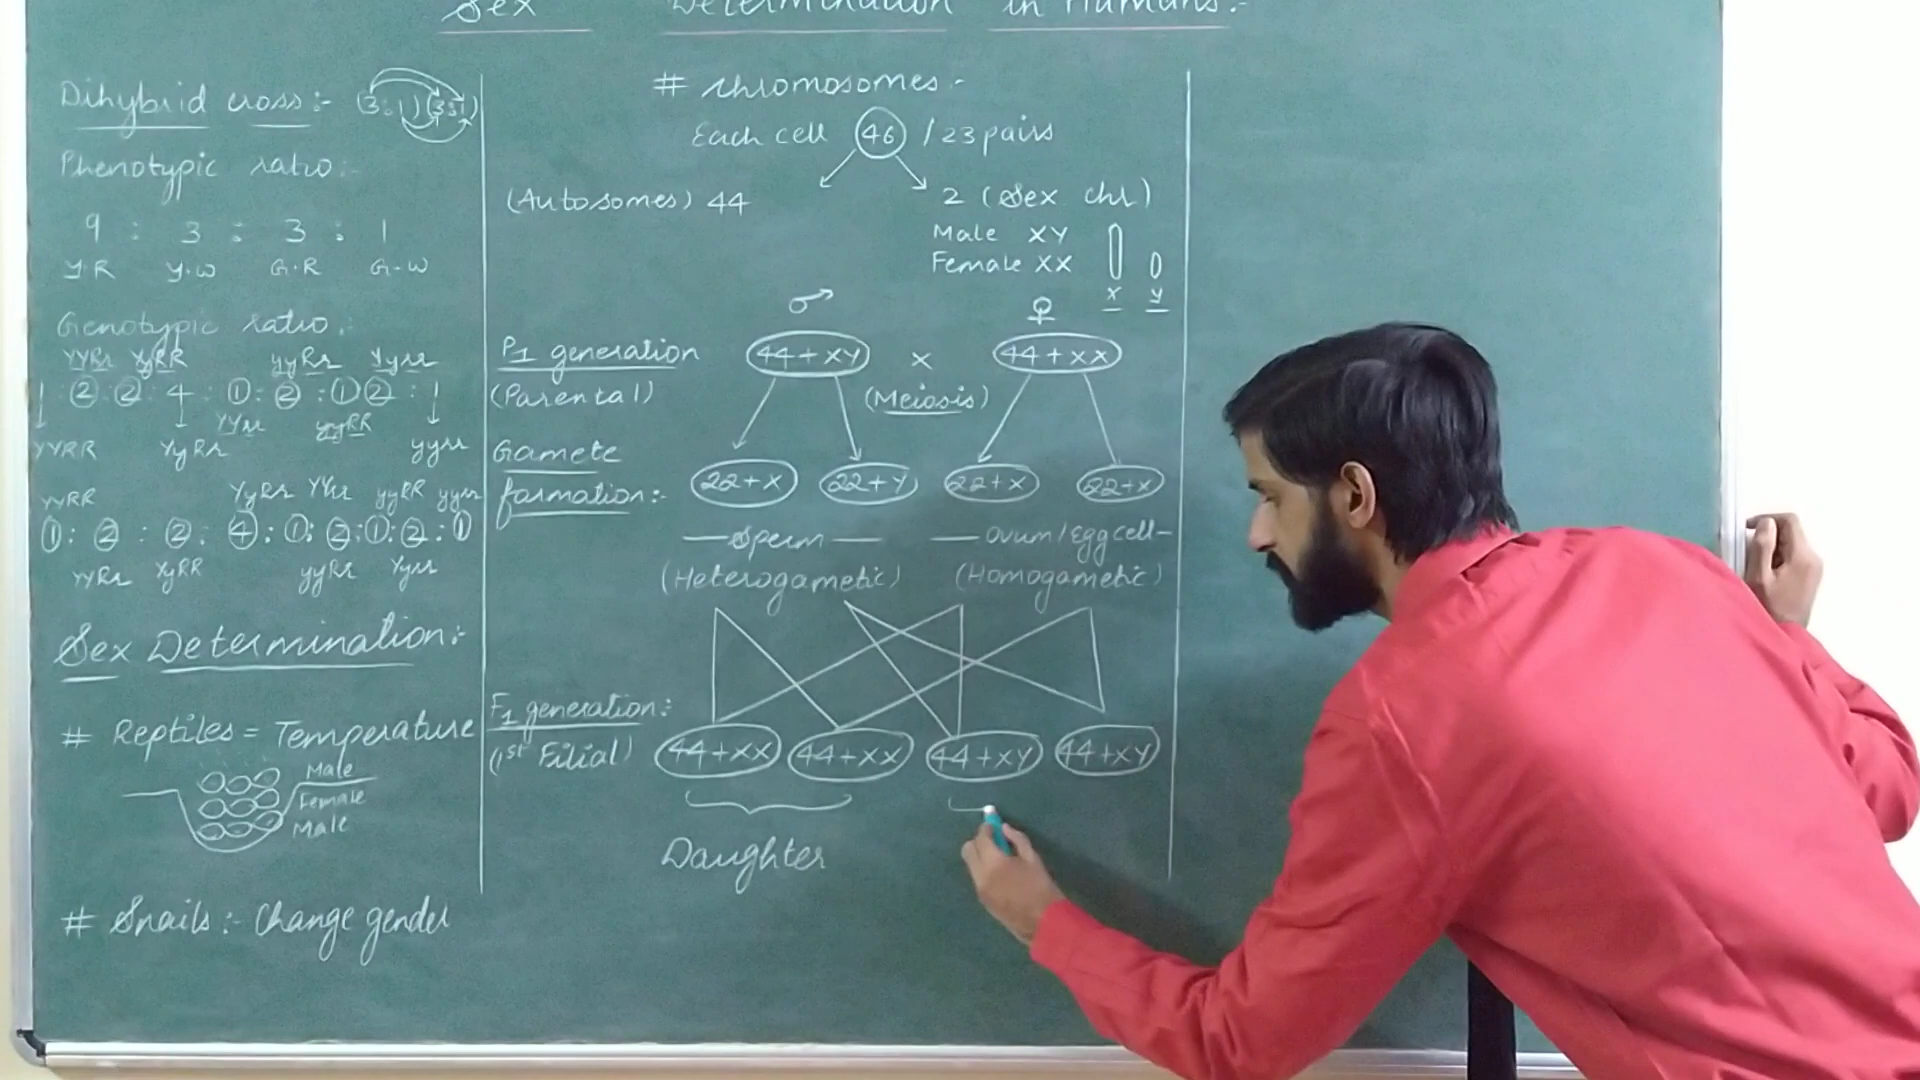 Sex Determination in Humans:-
Dihybrid cross:- (3:1)(3:1)
Phenotypic ratio:-
9 : 3 : 3 : 1
Y.R Y.W G.R G.W
Genotypic ratio:
YYRr YyRR yyRr Yyrr
1 : 2 : 2 : 4 : 1 : 2 : 1 : 2 : 1
YYrr yyRR
YYRR YyRr yyrr
YYRR YyRr YYrr yyRR yyrr
1 : 2 : 2 : 4 : 1 : 2 : 1 : 2 : 1
YYRr YyRR yyRr Yyrr
Sex Determination:-
# Reptiles = Temperature
Male
Female
Male
# Snails:- Change gender
# Chromosomes:-
Each cell 46 / 23 pairs
(Autosomes) 44 2 (Sex chr)
Male XY
Female XX
X Y
♂ ♀
P1 generation 44+XY x 44+XX
(Parental) (Meiosis)
Gamete
formation:- 22+X 22+Y 22+X 22+X
Sperm Ovum/Egg cell
(Heterogametic) (Homogametic)
F1 generation:-
(1st Filial) 44+XX 44+XX 44+XY 44+XY
Daughter